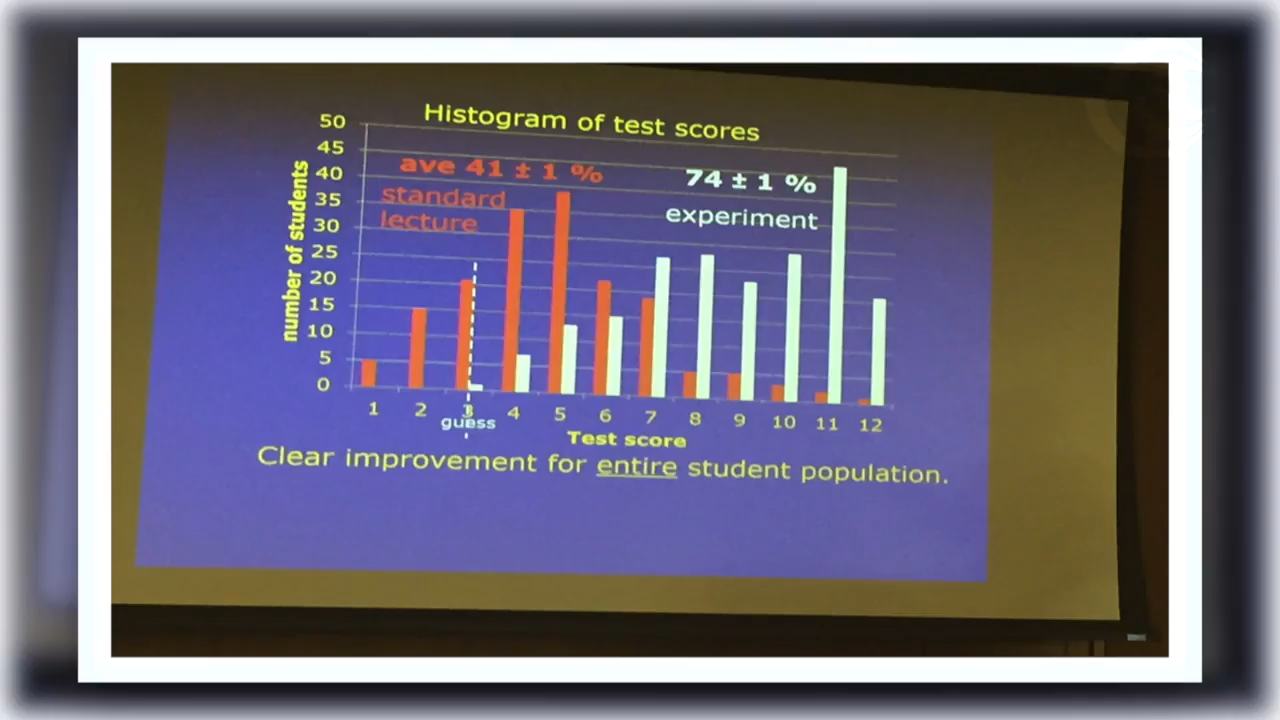 Histogram of test scores
50
45
40
35
30
25
20
15
10
5
0
number of students
ave 41 ± 1 %
standard
lecture
74 ± 1 %
experiment
1 2 3 4 5 6 7 8 9 10 11 12
guess
Test score
Clear improvement for entire student population.